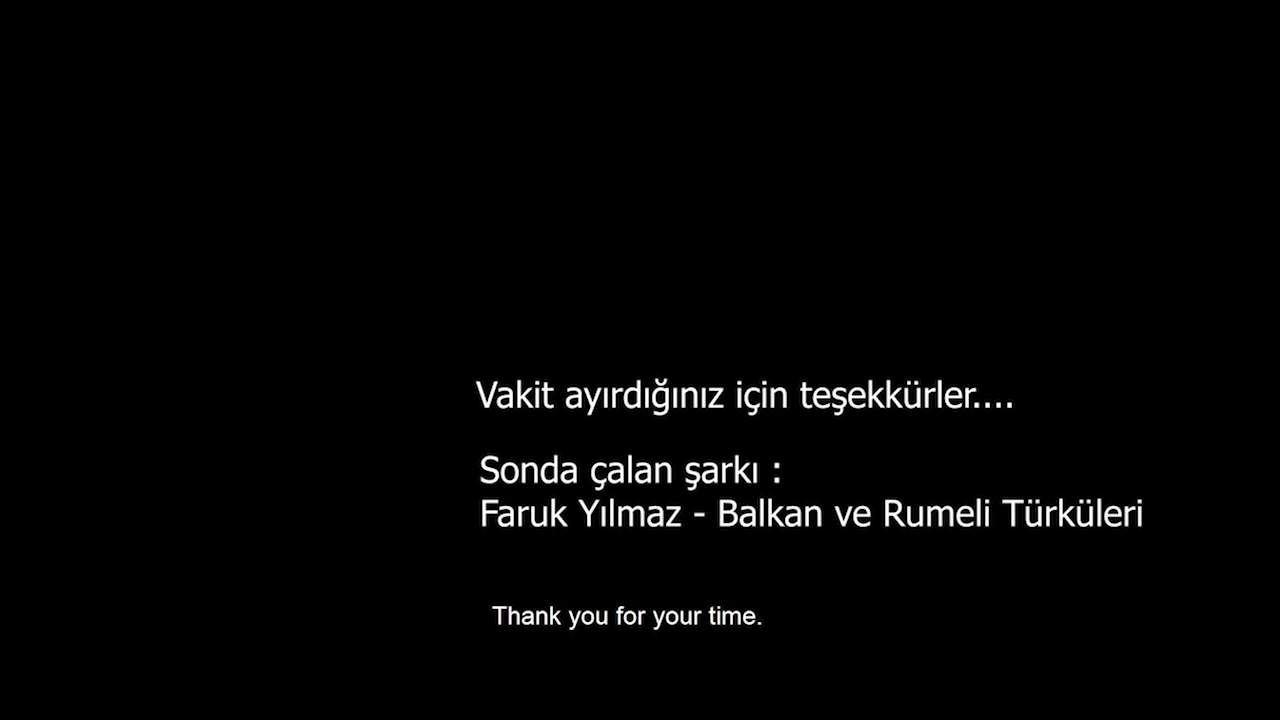 Vakit ayırdığınız için teşekkürler....
Sonda çalan şarkı :
Faruk Yılmaz - Balkan ve Rumeli Türküleri
Thank you for your time.